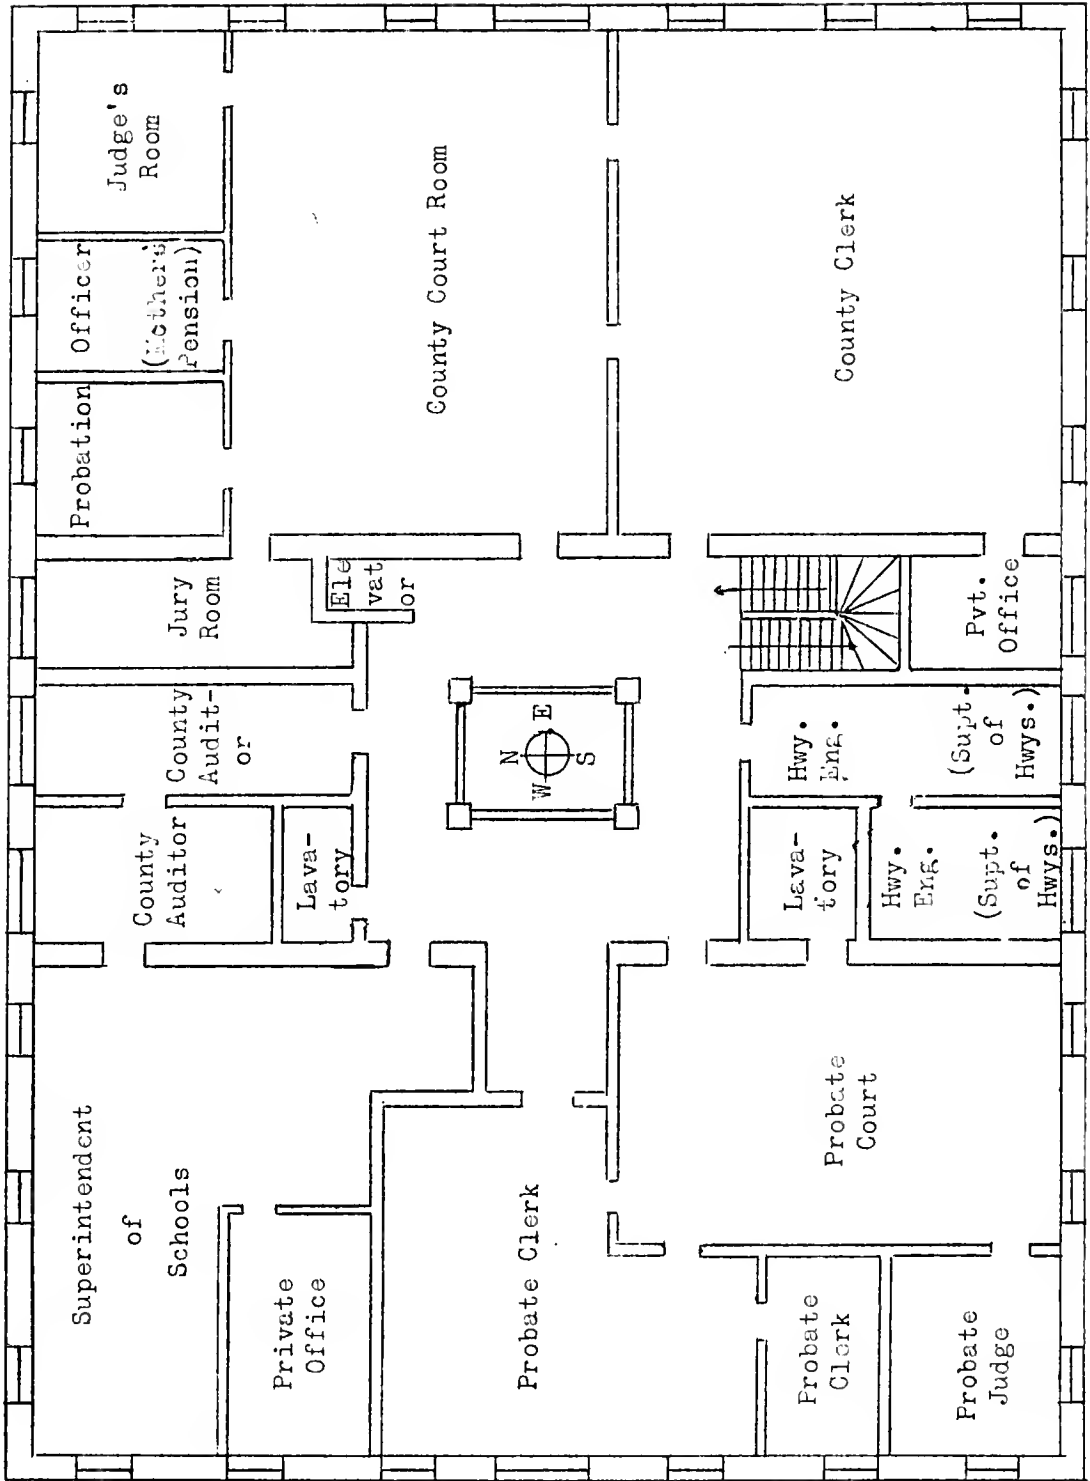 Superintendent
of
Schools
Private
Office
County
Auditor
Lava-
tory
County
Audit-
or
Jury
Room
Ele
vat
or
Probation Officer
(Mothers'
Pension)
Judge's
Room
County Court Room
N
W E
S
Probate Clerk
Probate
Court
Probate
Clerk
Probate
Judge
Lava-
tory
Hwy.
Eng.
(Supt.
of
Hwys.)
Hwy.
Eng.
(Supt.
of
Hwys.)
Pvt.
Office
County Clerk